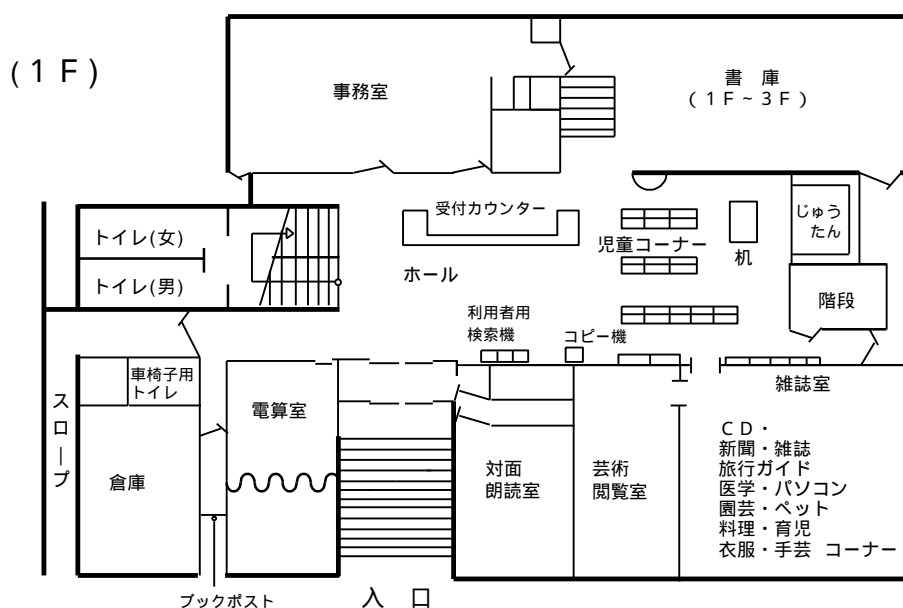 (1F)
事務室
書 庫
(1F~3F)
トイレ(女)
トイレ(男)
受付カウンター
ホール
児童コーナー
机
じゅう
たん
階段
利用者用
検索機
コピー機
雑誌室
車椅子用
トイレ
スロープ
倉庫
電算室
対面
朗読室
芸術
閲覧室
CD・
新聞・雑誌
旅行ガイド
医学・パソコン
園芸・ペット
料理・育児
衣服・手芸 コーナー
ブックポスト
入 口